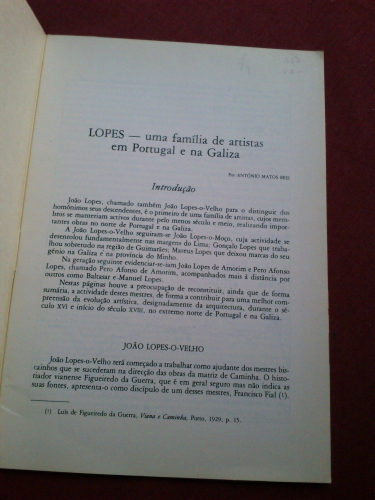 LOPES — uma família de artistas
em Portugal e na Galiza
Por ANTÓNIO MATOS REIS
Introdução
João Lopes, chamado também João Lopes-o-Velho para o distinguir dos
homónimos seus descendentes, é o primeiro de uma família de artistas, cujos mem-
bros se manteriam activos durante pelo menos século e meio, realizando impor-
tantes obras no norte de Portugal e na Galiza.
A João Lopes-o-Velho seguiram-se João Lopes-o-Moço, cuja actividade se
desenrolou fundamentalmente nas margens do Lima; Gonçalo Lopes, que traba-
lhou sobretudo na região de Guimarães; Mateus Lopes que deixou marcas do seu
génio na Galiza e na província do Minho.
Na geração seguinte evidenciar-se-iam João Lopes de Amorim e Pero Afonso
Lopes, chamado Pero Afonso de Amorim, acompanhados mais à distância por
outros como Baltasar e Manuel Lopes.
Nestas páginas houve a preocupação de reconstituir, ainda que de forma
sumária, a actividade destes mestres, de forma a contribuir para uma melhor com-
preensão da evolução artística, designadamente da arquitectura, durante o sé-
culo XVI e início do século XVIII, no extremo norte de Portugal e na Galiza.
JOÃO LOPES-O-VELHO
João Lopes-o-Velho terá começado a trabalhar como ajudante dos mestres bis-
cainhos que se sucederam na direcção das obras da matriz de Caminha. O histo-
riador vianense Figueiredo da Guerra, que é em geral seguro mas não indica as
suas fontes, apresenta-o como discípulo de um desses mestres, Francisco Fial (1).
(1) Luís de Figueiredo da Guerra, Viana e Caminha, Porto, 1929, p. 15.